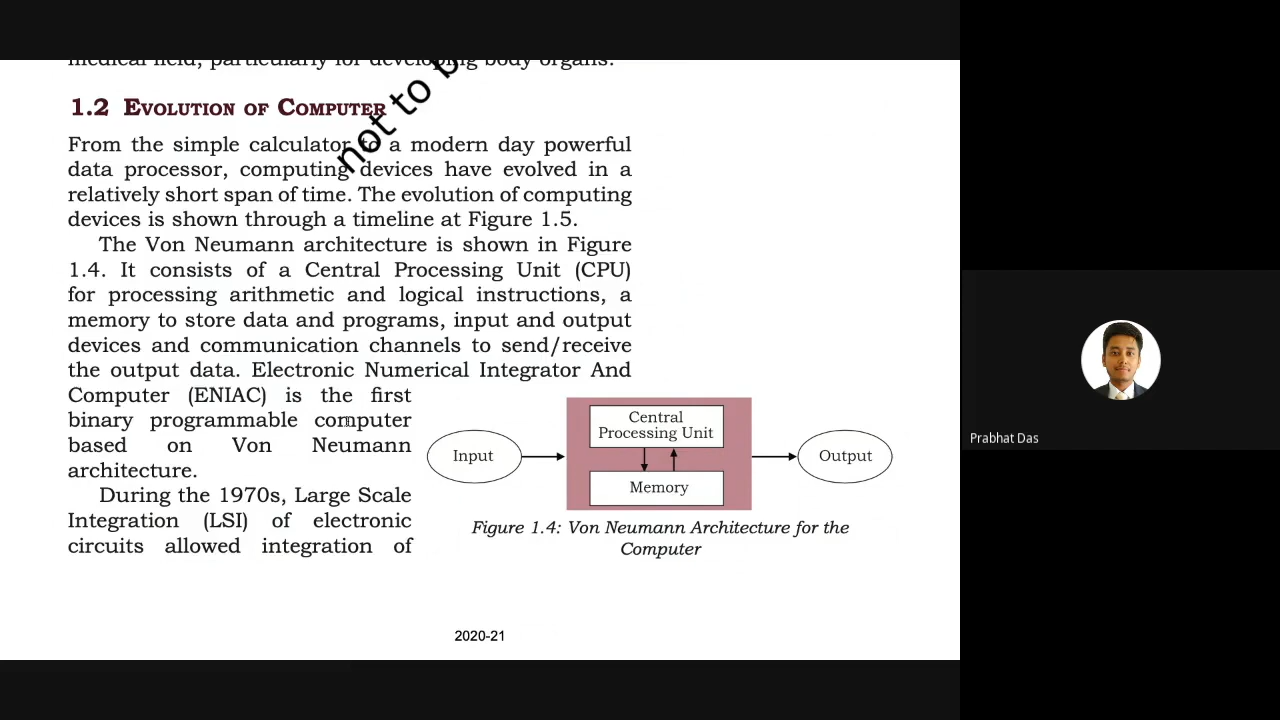 medical field, particularly for developing body organs.
not to b
1.2 Evolution of Computer
From the simple calculator to a modern day powerful
data processor, computing devices have evolved in a
relatively short span of time. The evolution of computing
devices is shown through a timeline at Figure 1.5.
The Von Neumann architecture is shown in Figure
1.4. It consists of a Central Processing Unit (CPU)
for processing arithmetic and logical instructions, a
memory to store data and programs, input and output
devices and communication channels to send/receive
the output data. Electronic Numerical Integrator And
Computer (ENIAC) is the first
binary programmable computer
based on Von Neumann
architecture.
During the 1970s, Large Scale
Integration (LSI) of electronic
circuits allowed integration of
Input
Central
Processing Unit
Memory
Output
Figure 1.4: Von Neumann Architecture for the
Computer
2020-21
Prabhat Das